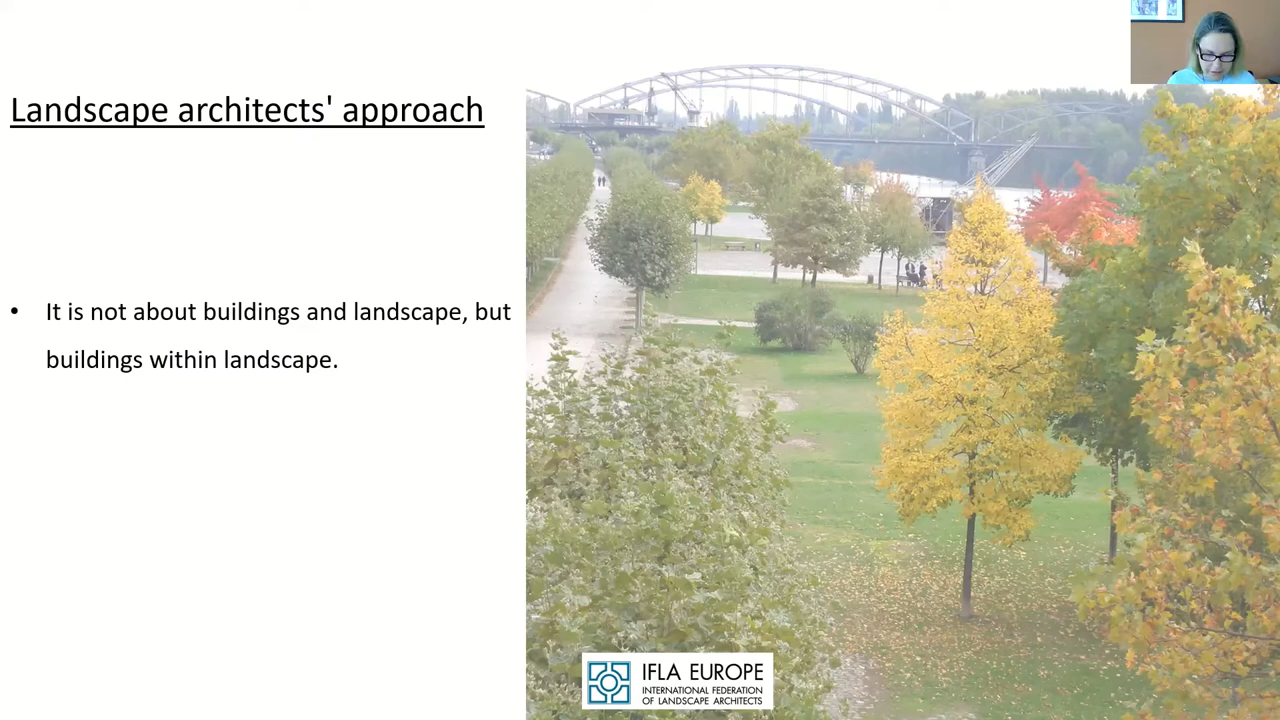 Landscape architects' approach
• It is not about buildings and landscape, but
buildings within landscape.
IFLA EUROPE
INTERNATIONAL FEDERATION
OF LANDSCAPE ARCHITECTS